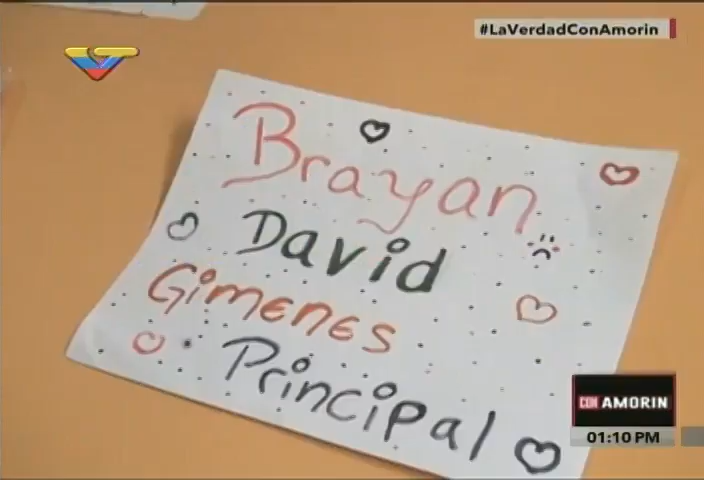 #LaVerdadConAmorin
Brayan
David
Gimenes
Principal
CON AMORIN
01:10 PM